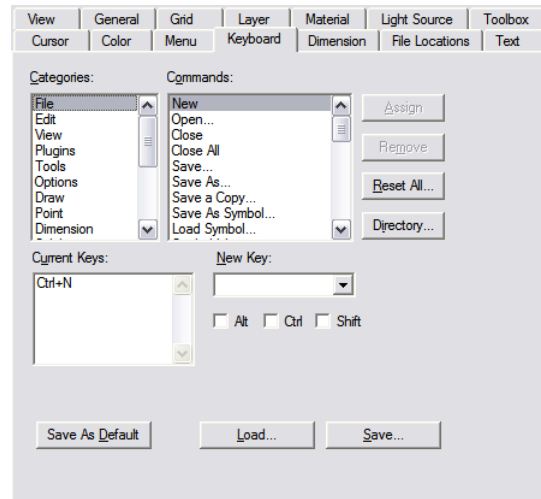 View General Grid Layer Material Light Source Toolbox
Cursor Color Menu Keyboard Dimension File Locations Text
Categories: Commands:
File
Edit
View
Plugins
Tools
Options
Draw
Point
Dimension
New
Open...
Close
Close All
Save...
Save As...
Save a Copy...
Save As Symbol...
Load Symbol...
Assign
Remove
Reset All...
Directory...
Current Keys: New Key:
Ctrl+N
Alt Ctrl Shift
Save As Default Load... Save...